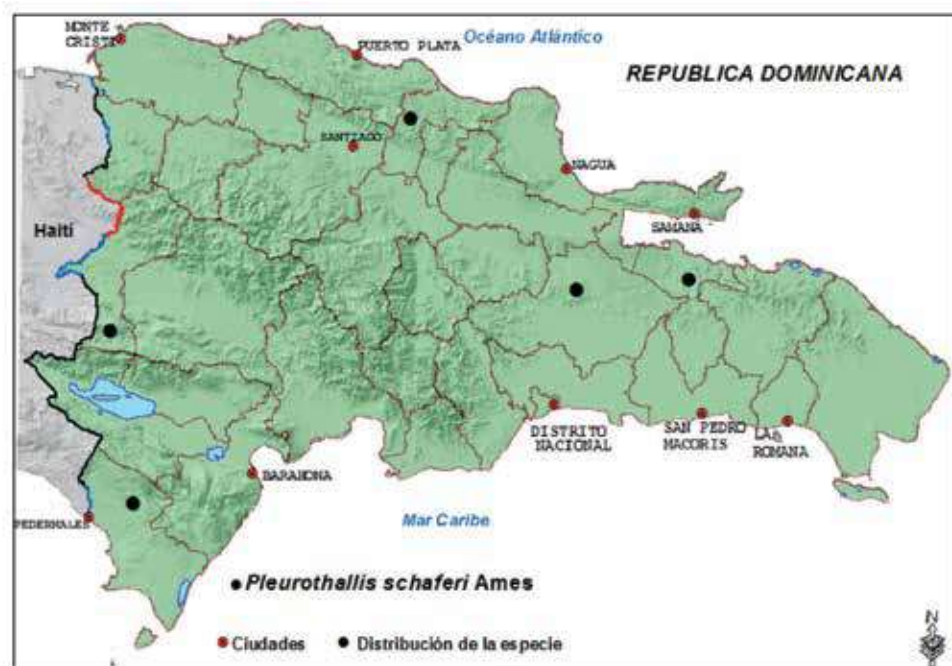 MONTE
CRISTI
PUERTO PLATA
Océano Atlántico
REPUBLICA DOMINICANA
SANTIAGO
NAGUA
SAMANA
Haití
DISTRITO
NACIONAL
SAN PEDRO
MACORIS
LA
ROMANA
BARAHONA
PEDERNALES
Mar Caribe
Pleurothallis schaferi Ames
Ciudades
Distribución de la especie
N